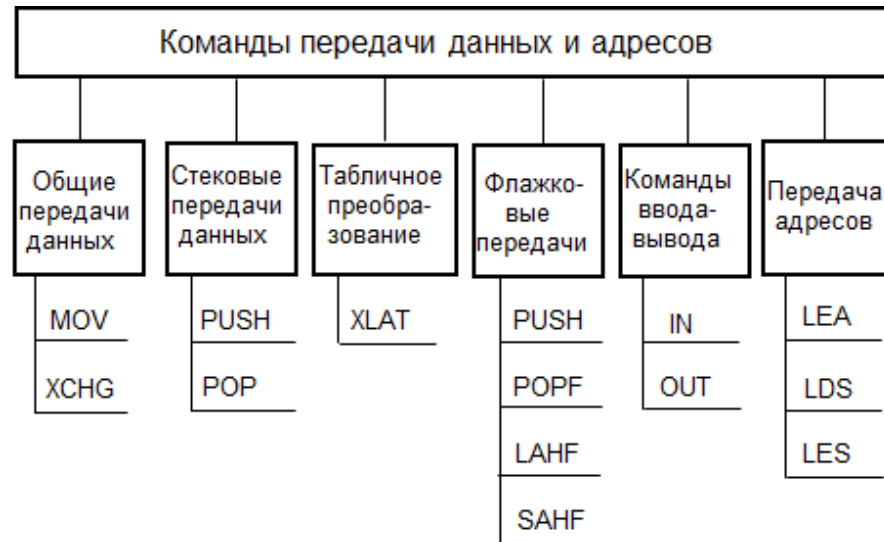 Команды передачи данных и адресов
Общие
передачи
данных
Стековые
передачи
данных
Табличное
преобра-
зование
Флажко-
вые
передачи
Команды
ввода-
вывода
Передача
адресов
MOV
XCHG
PUSH
POP
XLAT
PUSH
POPF
LAHF
SAHF
IN
OUT
LEA
LDS
LES